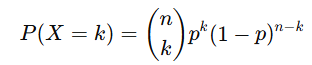 P(X = k) = \binom{n}{k} p^k (1 − p)^{n−k}